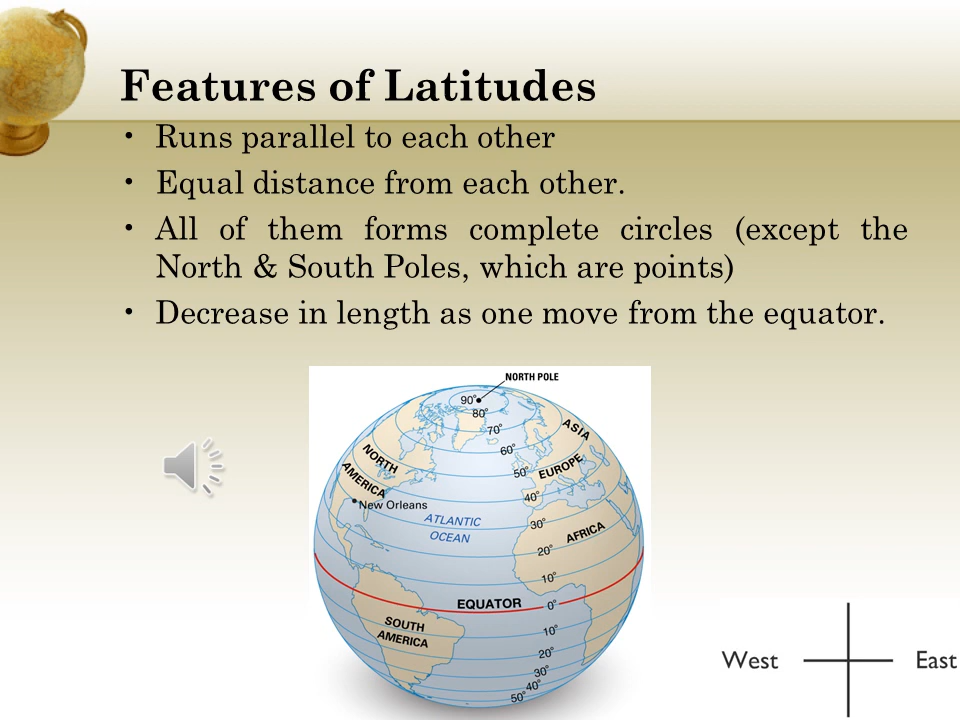 Features of Latitudes
• Runs parallel to each other
• Equal distance from each other.
• All of them forms complete circles (except the
North & South Poles, which are points)
• Decrease in length as one move from the equator.
NORTH POLE
90°
80°
70°
60°
50°
40°
30°
20°
10°
ASIA
EUROPE
NORTH
AMERICA
New Orleans
ATLANTIC
OCEAN
AFRICA
EQUATOR 0°
SOUTH
AMERICA
10°
20°
30°
40°
50°
West East